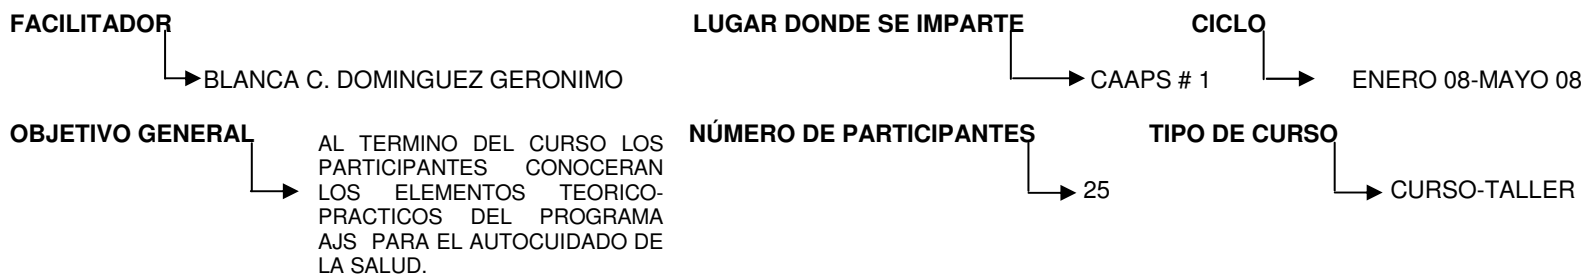 FACILITADOR
BLANCA C. DOMINGUEZ GERONIMO
LUGAR DONDE SE IMPARTE
CAAPS # 1
CICLO
ENERO 08-MAYO 08
OBJETIVO GENERAL
AL TERMINO DEL CURSO LOS
PARTICIPANTES CONOCERAN
LOS ELEMENTOS TEORICO-
PRACTICOS DEL PROGRAMA
AJS PARA EL AUTOCUIDADO DE
LA SALUD.
NÚMERO DE PARTICIPANTES
25
TIPO DE CURSO
CURSO-TALLER